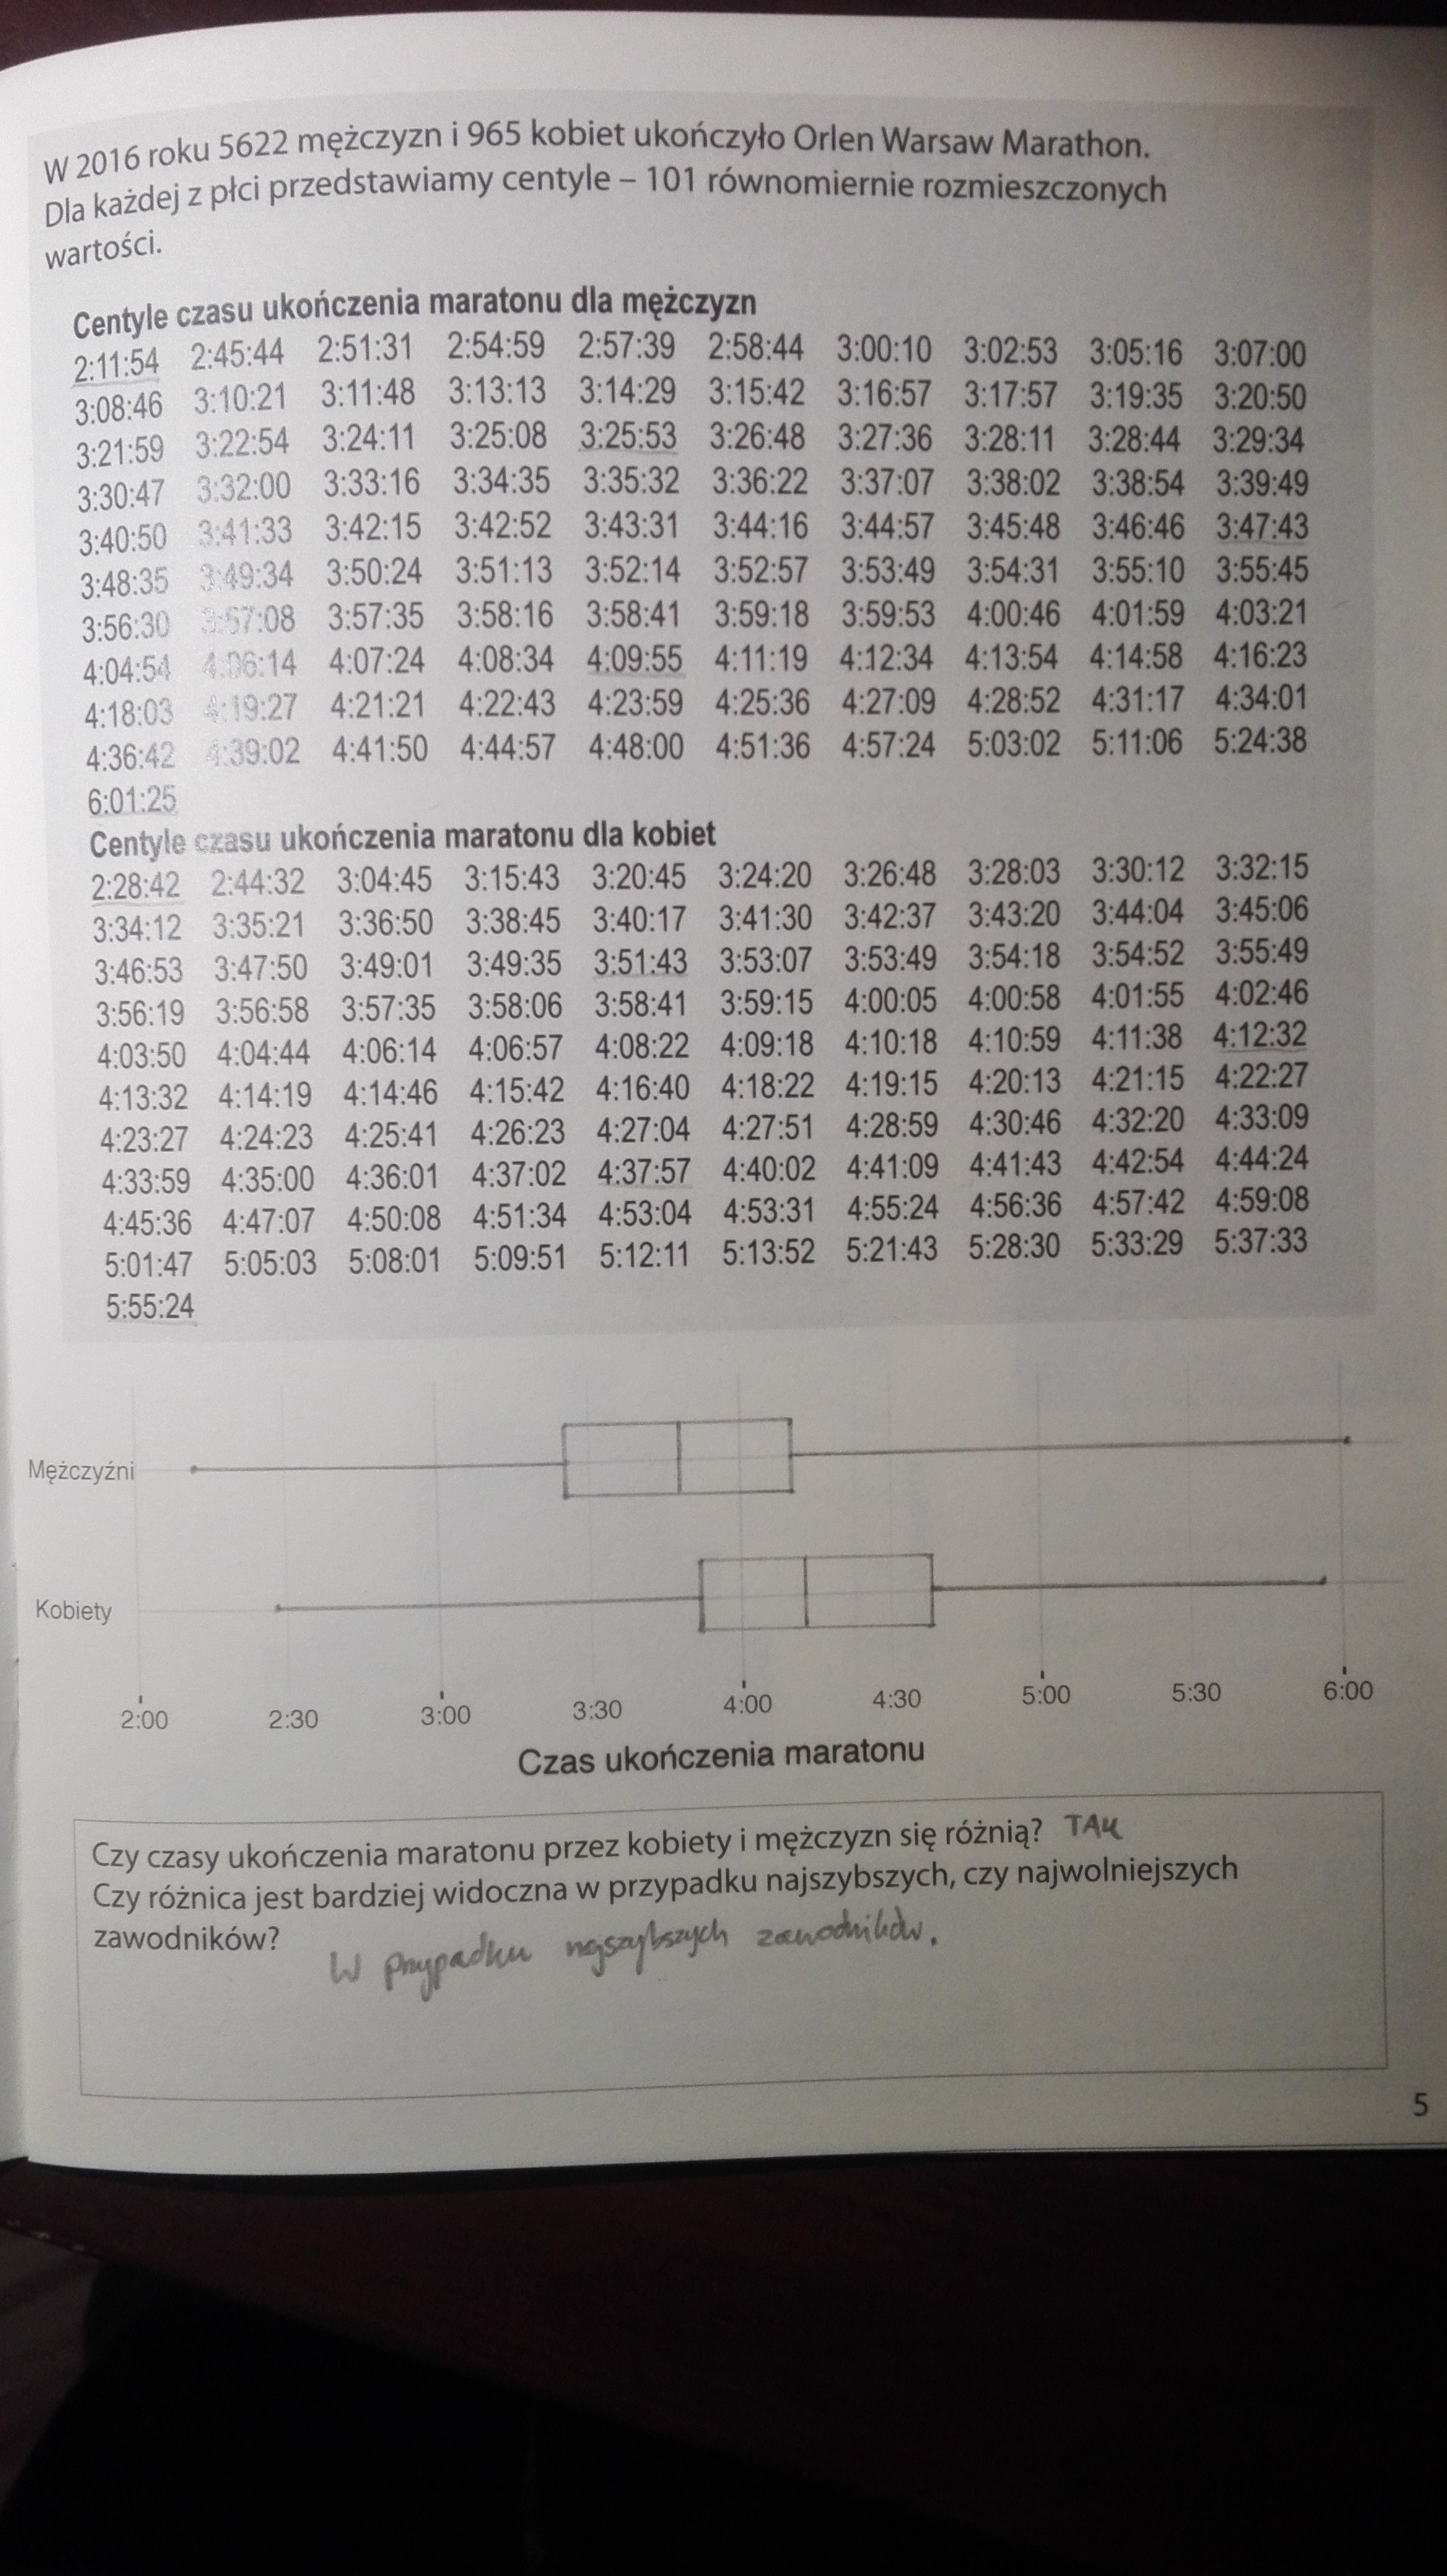 W 2016 roku 5622 mężczyzn i 965 kobiet ukończyło Orlen Warsaw Marathon.
Dla każdej z płci przedstawiamy centyle – 101 równomiernie rozmieszczonych
wartości.
Centyle czasu ukończenia maratonu dla mężczyzn
2:11:54 2:45:44 2:51:31 2:54:59 2:57:39 2:58:44 3:00:10 3:02:53 3:05:16 3:07:00
3:08:46 3:10:21 3:11:48 3:13:13 3:14:29 3:15:42 3:16:57 3:17:57 3:19:35 3:20:50
3:21:59 3:22:54 3:24:11 3:25:08 3:25:53 3:26:48 3:27:36 3:28:11 3:28:44 3:29:34
3:30:47 3:32:00 3:33:16 3:34:35 3:35:32 3:36:22 3:37:07 3:38:02 3:38:54 3:39:49
3:40:50 3:41:33 3:42:15 3:42:52 3:43:31 3:44:16 3:44:57 3:45:48 3:46:46 3:47:43
3:48:35 3:49:34 3:50:24 3:51:13 3:52:14 3:52:57 3:53:49 3:54:31 3:55:10 3:55:45
3:56:30 3:57:08 3:57:35 3:58:16 3:58:41 3:59:18 3:59:53 4:00:46 4:01:59 4:03:21
4:04:54 4:06:14 4:07:24 4:08:34 4:09:55 4:11:19 4:12:34 4:13:54 4:14:58 4:16:23
4:18:03 4:19:27 4:21:21 4:22:43 4:23:59 4:25:36 4:27:09 4:28:52 4:31:17 4:34:01
4:36:42 4:39:02 4:41:50 4:44:57 4:48:00 4:51:36 4:57:24 5:03:02 5:11:06 5:24:38
6:01:25
Centyle czasu ukończenia maratonu dla kobiet
2:28:42 2:44:32 3:04:45 3:15:43 3:20:45 3:24:20 3:26:48 3:28:03 3:30:12 3:32:15
3:34:12 3:35:21 3:36:50 3:38:45 3:40:17 3:41:30 3:42:37 3:43:20 3:44:04 3:45:06
3:46:53 3:47:50 3:49:01 3:49:35 3:51:43 3:53:07 3:53:49 3:54:18 3:54:52 3:55:49
3:56:19 3:56:58 3:57:35 3:58:06 3:58:41 3:59:15 4:00:05 4:00:58 4:01:55 4:02:46
4:03:50 4:04:44 4:06:14 4:06:57 4:08:22 4:09:18 4:10:18 4:10:59 4:11:38 4:12:32
4:13:32 4:14:19 4:14:46 4:15:42 4:16:40 4:18:22 4:19:15 4:20:13 4:21:15 4:22:27
4:23:27 4:24:23 4:25:41 4:26:23 4:27:04 4:27:51 4:28:59 4:30:46 4:32:20 4:33:09
4:33:59 4:35:00 4:36:01 4:37:02 4:37:57 4:40:02 4:41:09 4:41:43 4:42:54 4:44:24
4:45:36 4:47:07 4:50:08 4:51:34 4:53:04 4:53:31 4:55:24 4:56:36 4:57:42 4:59:08
5:01:47 5:05:03 5:08:01 5:09:51 5:12:11 5:13:52 5:21:43 5:28:30 5:33:29 5:37:33
5:55:24
Mężczyźni
Kobiety
2:00 2:30 3:00 3:30 4:00 4:30 5:00 5:30 6:00
Czas ukończenia maratonu
Czy czasy ukończenia maratonu przez kobiety i mężczyzn się różnią? TAK
Czy różnica jest bardziej widoczna w przypadku najszybszych, czy najwolniejszych
zawodników?
W przypadku najszybszych zawodników.
5